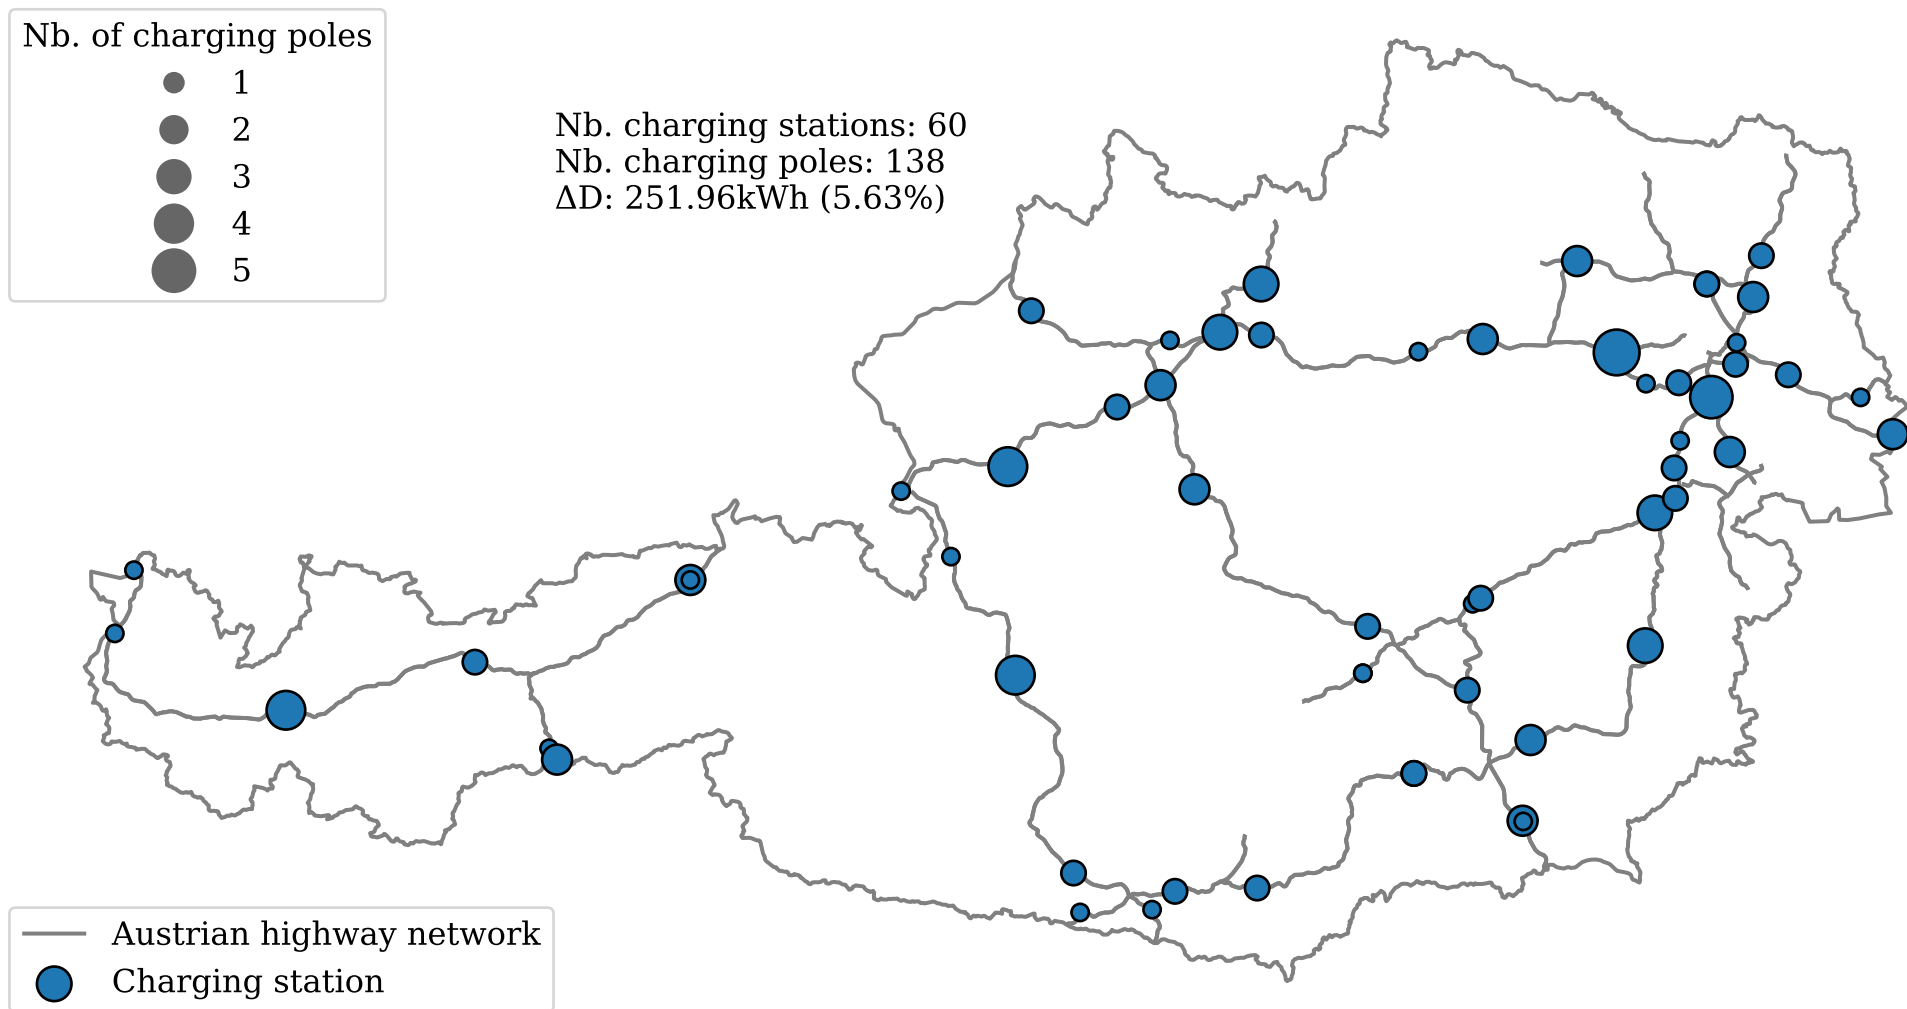 Nb. of charging poles
1
2
3
4
5
Nb. charging stations: 60
Nb. charging poles: 138
ΔD: 251.96kWh (5.63%)
Austrian highway network
Charging station